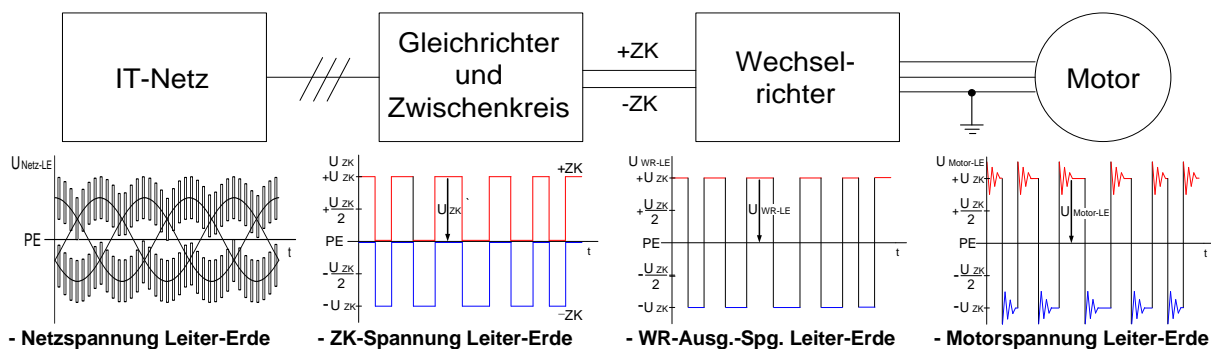 IT-Netz
Gleichrichter
und
Zwischenkreis
+ZK
-ZK
Wechsel-
richter
Motor
U Netz-LE
PE
t
U ZK
+U ZK
+U ZK
2
PE
-U ZK
2
-U ZK
+ZK
U ZK
t
-ZK
U WR-LE
+U ZK
+U ZK
2
PE
-U ZK
2
-U ZK
U WR-LE
t
U Motor-LE
+U ZK
+U ZK
2
PE
-U ZK
2
-U ZK
U Motor-LE
t
- Netzspannung Leiter-Erde
- ZK-Spannung Leiter-Erde
- WR-Ausg.-Spg. Leiter-Erde
- Motorspannung Leiter-Erde